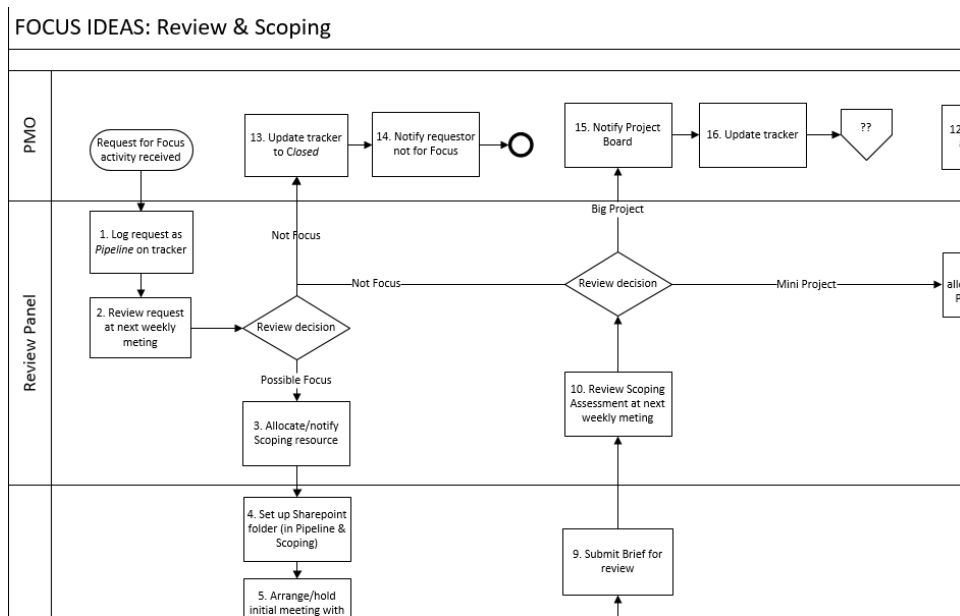 FOCUS IDEAS: Review & Scoping
PMO
Request for Focus
activity received
13. Update tracker
to Closed
14. Notify requestor
not for Focus
15. Notify Project
Board
16. Update tracker
??
12
Review Panel
1. Log request as
Pipeline on tracker
2. Review request
at next weekly
meting
Not Focus
Review decision
Possible Focus
3. Allocate/notify
Scoping resource
Not Focus
Big Project
Review decision
Mini Project
10. Review Scoping
Assessment at next
weekly meting
4. Set up Sharepoint
folder (in Pipeline &
Scoping)
5. Arrange/hold
initial meeting with
9. Submit Brief for
review